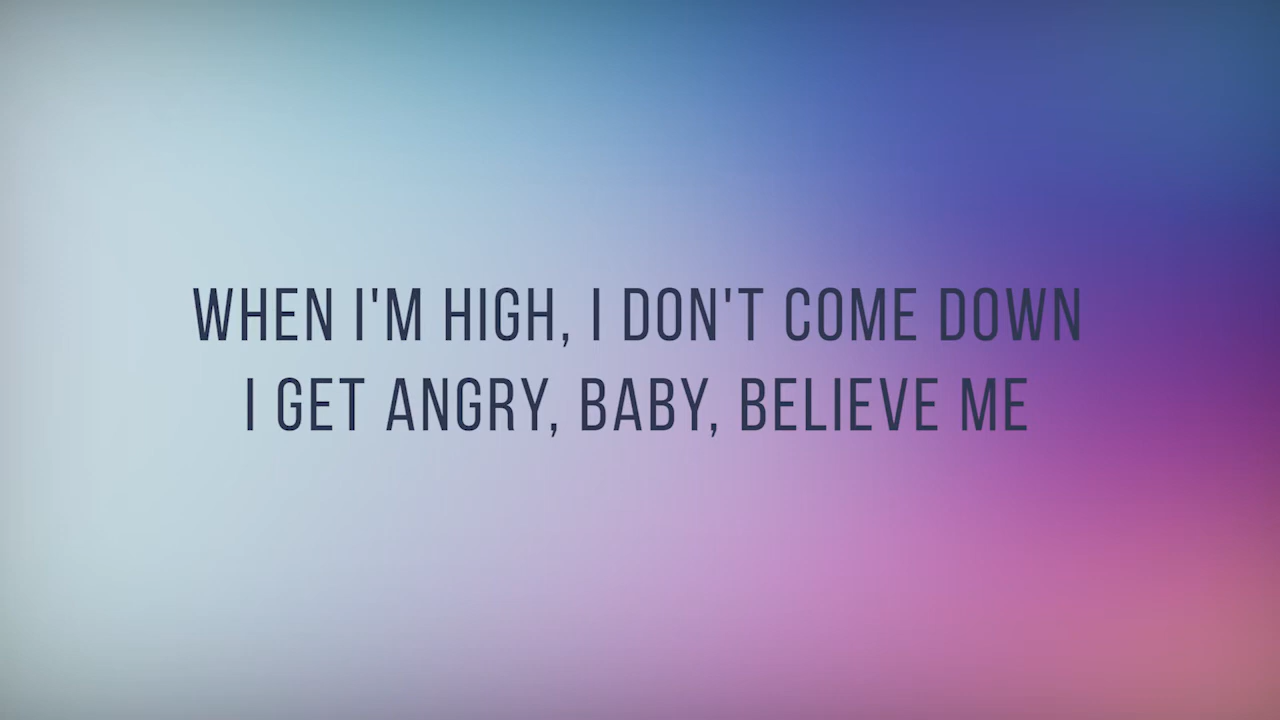 WHEN I'M HIGH, I DON'T COME DOWN
I GET ANGRY, BABY, BELIEVE ME